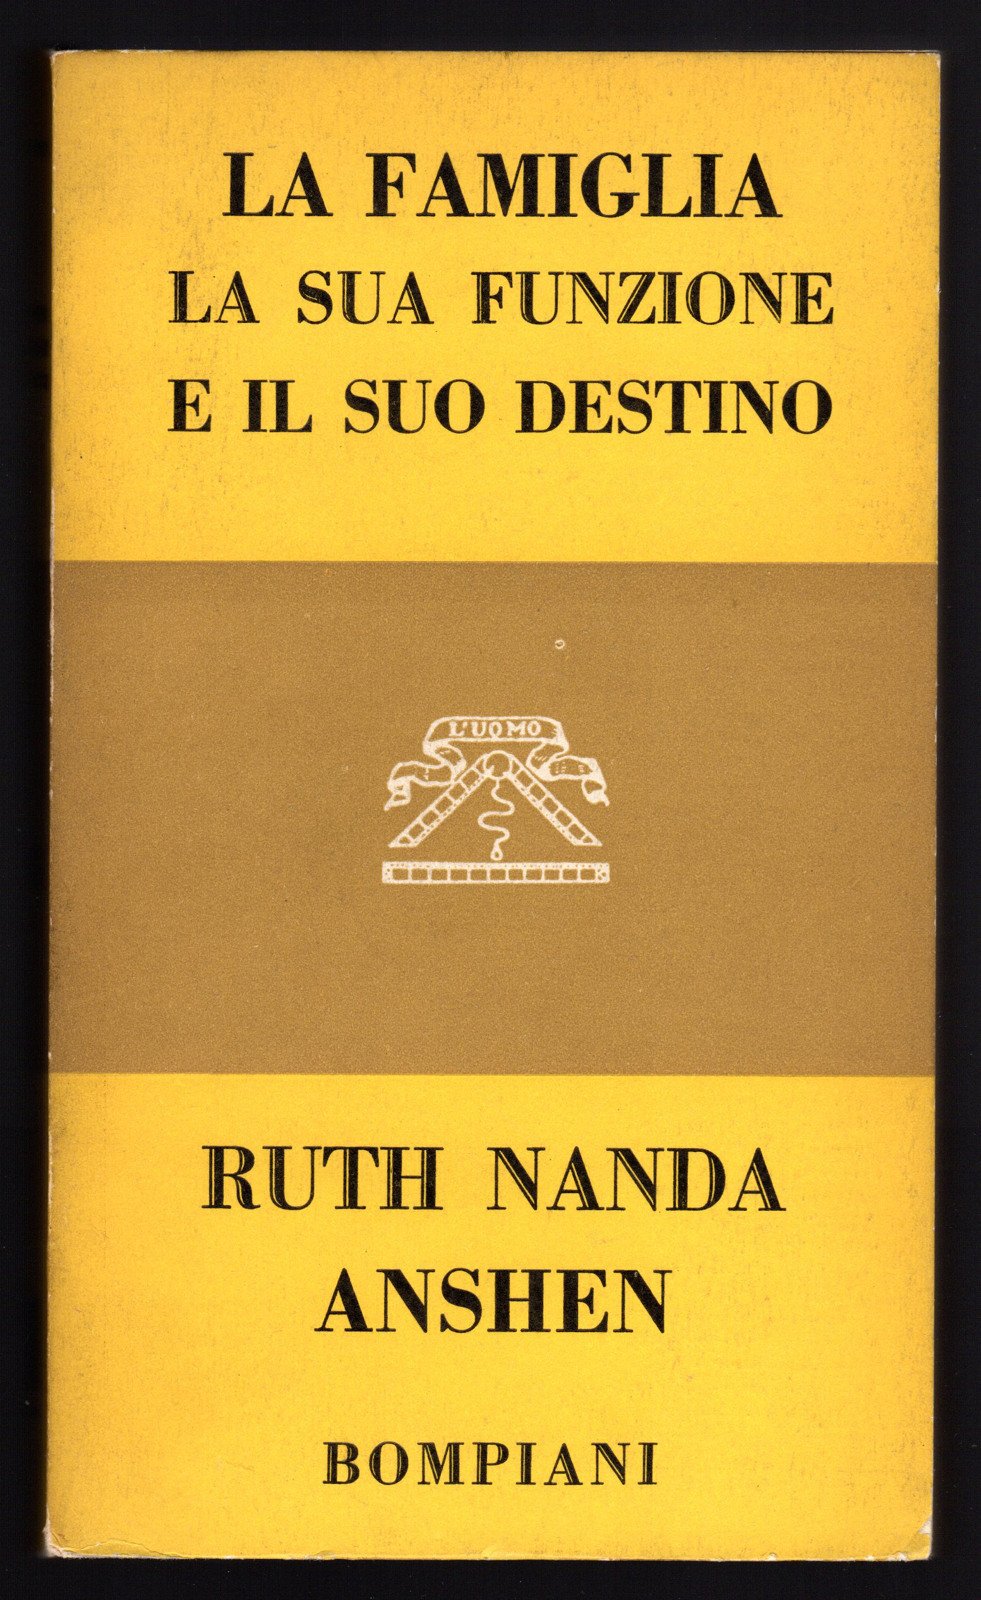 LA FAMIGLIA
LA SUA FUNZIONE
E IL SUO DESTINO
L'UOMO
RUTH NANDA
ANSHEN
BOMPIANI